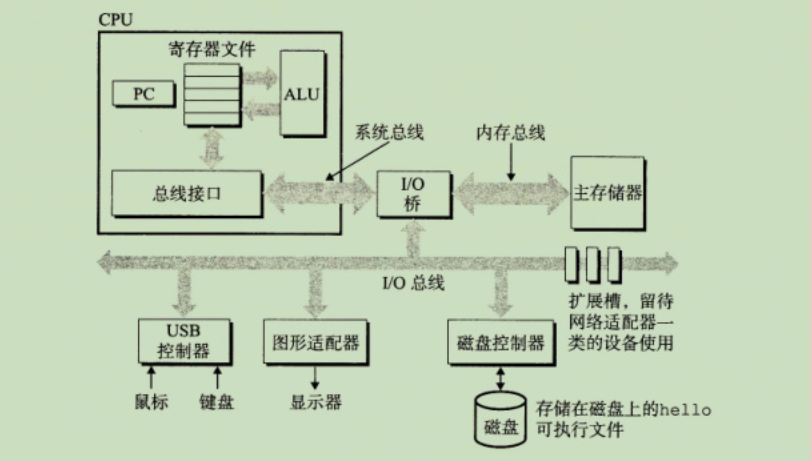 CPU
寄存器文件
PC
ALU
系统总线
内存总线
总线接口
I/O
桥
主存储器
I/O 总线
扩展槽，留待
网络适配器一
类的设备使用
USB
控制器
图形适配器
磁盘控制器
鼠标
键盘
显示器
磁盘
存储在磁盘上的hello
可执行文件